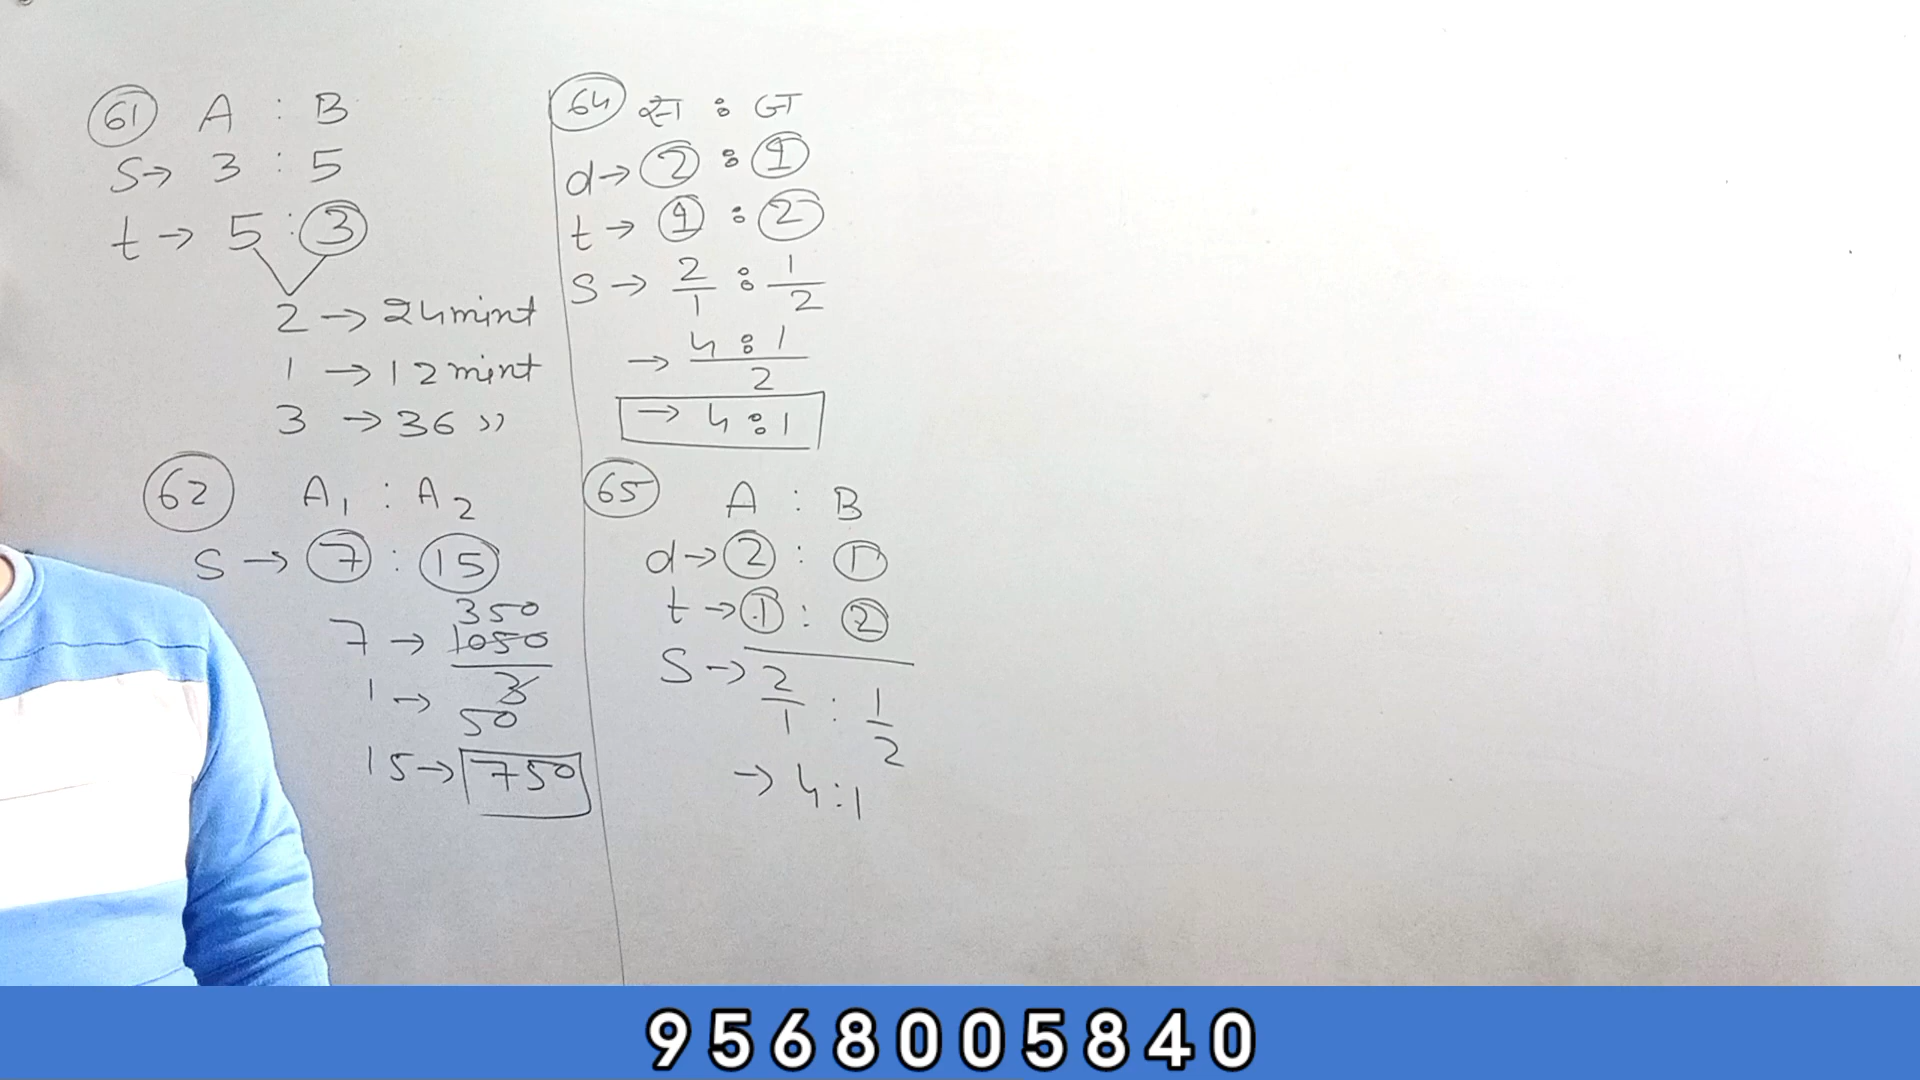 61 A : B
S→ 3 : 5
t → 5 : 3
2 → 24 mint
1 → 12 mint
3 → 36 ,,
62 A1 : A2
S → 7 : 15
350
7 → 1050
1 → 3
50
15 → 750
64 : 
d→ 2 : 1
t → 1 : 2
S → 2/1 : 1/2
→ 4 : 1
2
→ 4 : 1
65 A : B
d→ 2 : 1
t → 1 : 2
S → 2/1 : 1/2
→ 4 : 1
9568005840